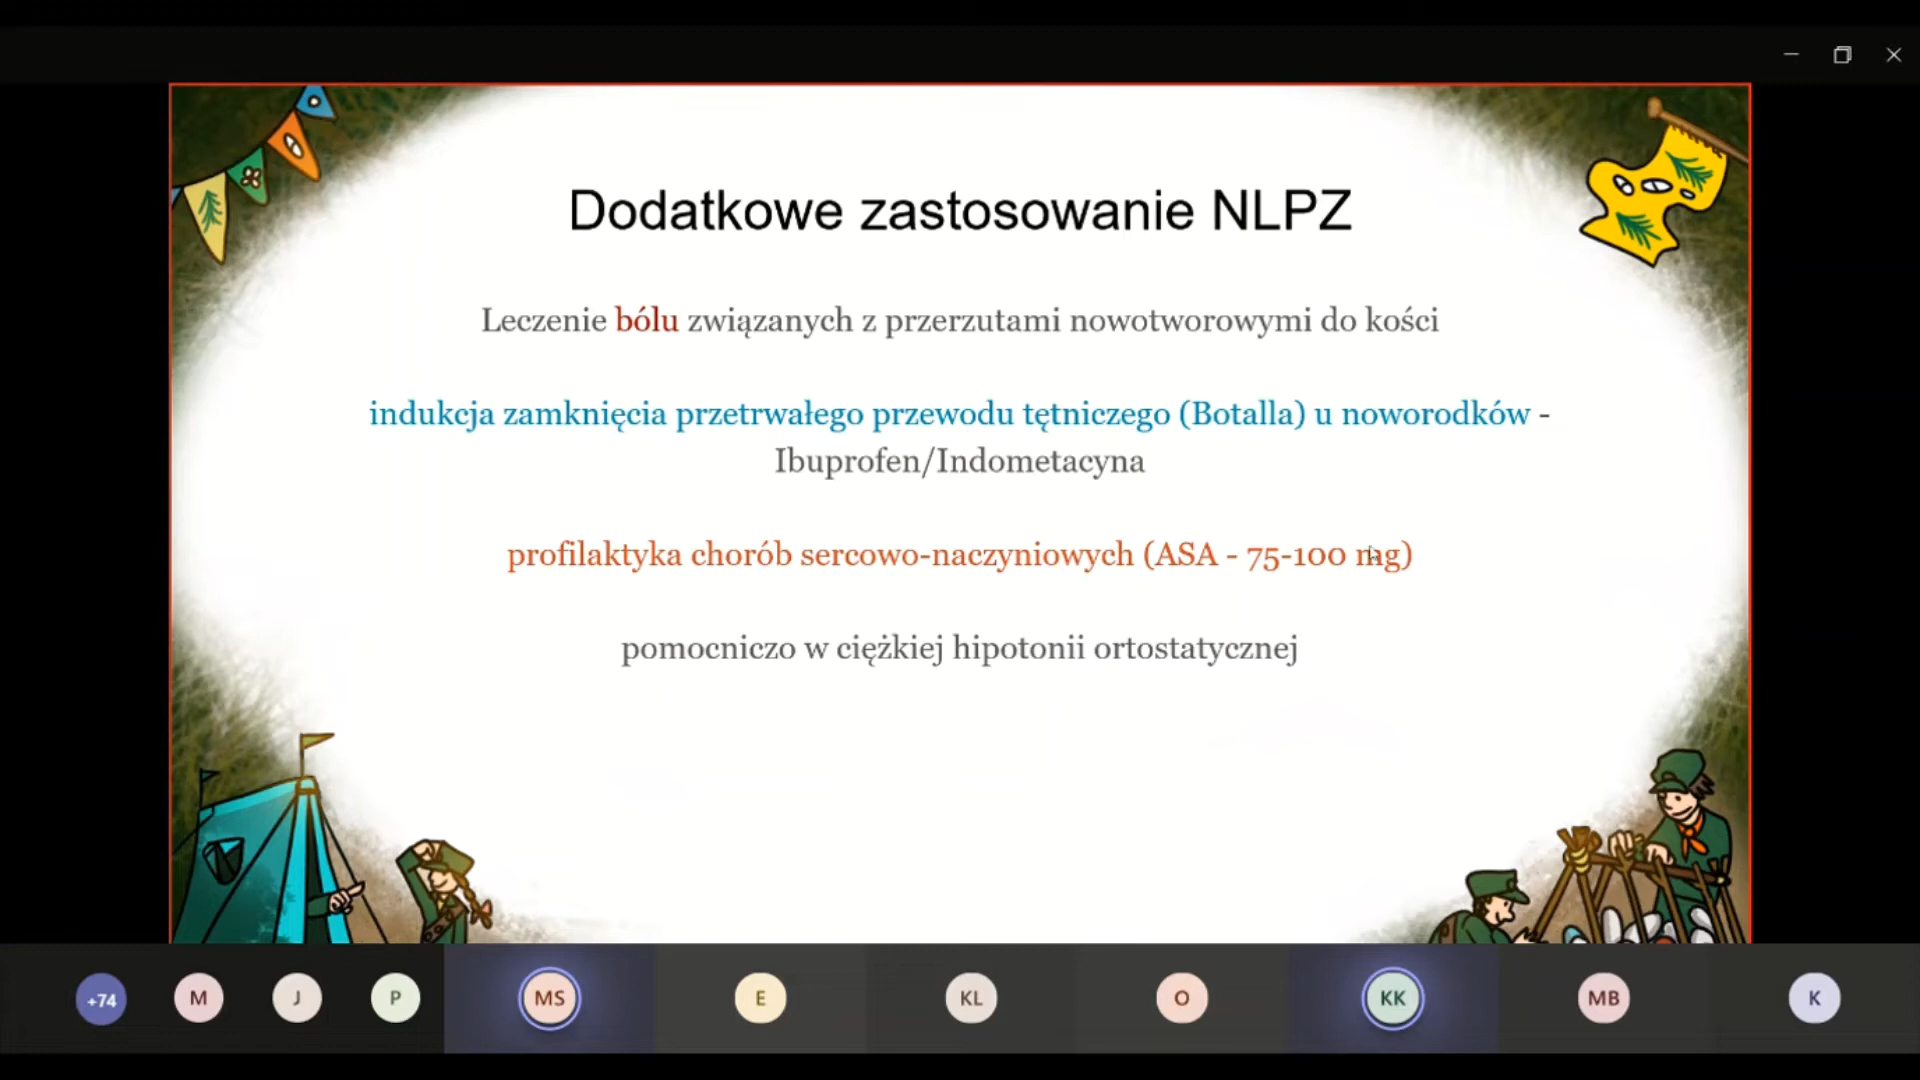 Dodatkowe zastosowanie NLPZ
Leczenie bólu związanych z przerzutami nowotworowymi do kości
indukcja zamknięcia przetrwałego przewodu tętniczego (Botalla) u noworodków -
Ibuprofen/Indometacyna
profilaktyka chorób sercowo-naczyniowych (ASA - 75-100 mg)
pomocniczo w ciężkiej hipotonii ortostatycznej
+74 M J P MS E KL O KK MB K